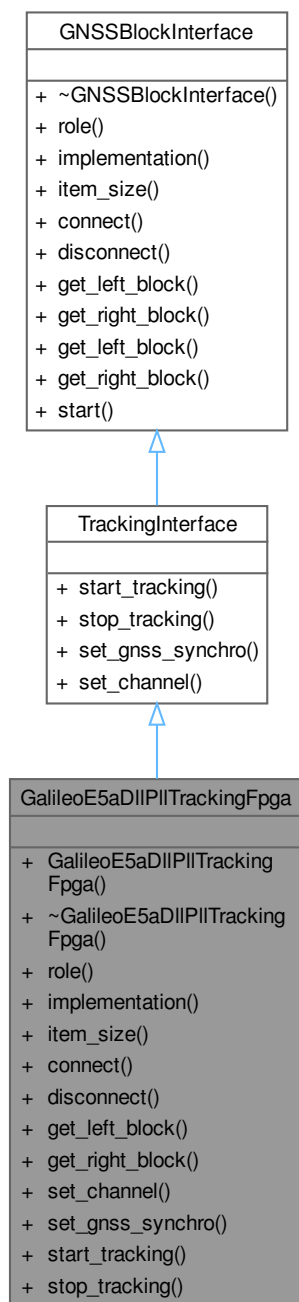 GNSSBlockInterface
+ ~GNSSBlockInterface()
+ role()
+ implementation()
+ item_size()
+ connect()
+ disconnect()
+ get_left_block()
+ get_right_block()
+ get_left_block()
+ get_right_block()
+ start()
TrackingInterface
+ start_tracking()
+ stop_tracking()
+ set_gnss_synchro()
+ set_channel()
GalileoE5aDllPllTrackingFpga
+ GalileoE5aDllPllTracking
Fpga()
+ ~GalileoE5aDllPllTracking
Fpga()
+ role()
+ implementation()
+ item_size()
+ connect()
+ disconnect()
+ get_left_block()
+ get_right_block()
+ set_channel()
+ set_gnss_synchro()
+ start_tracking()
+ stop_tracking()